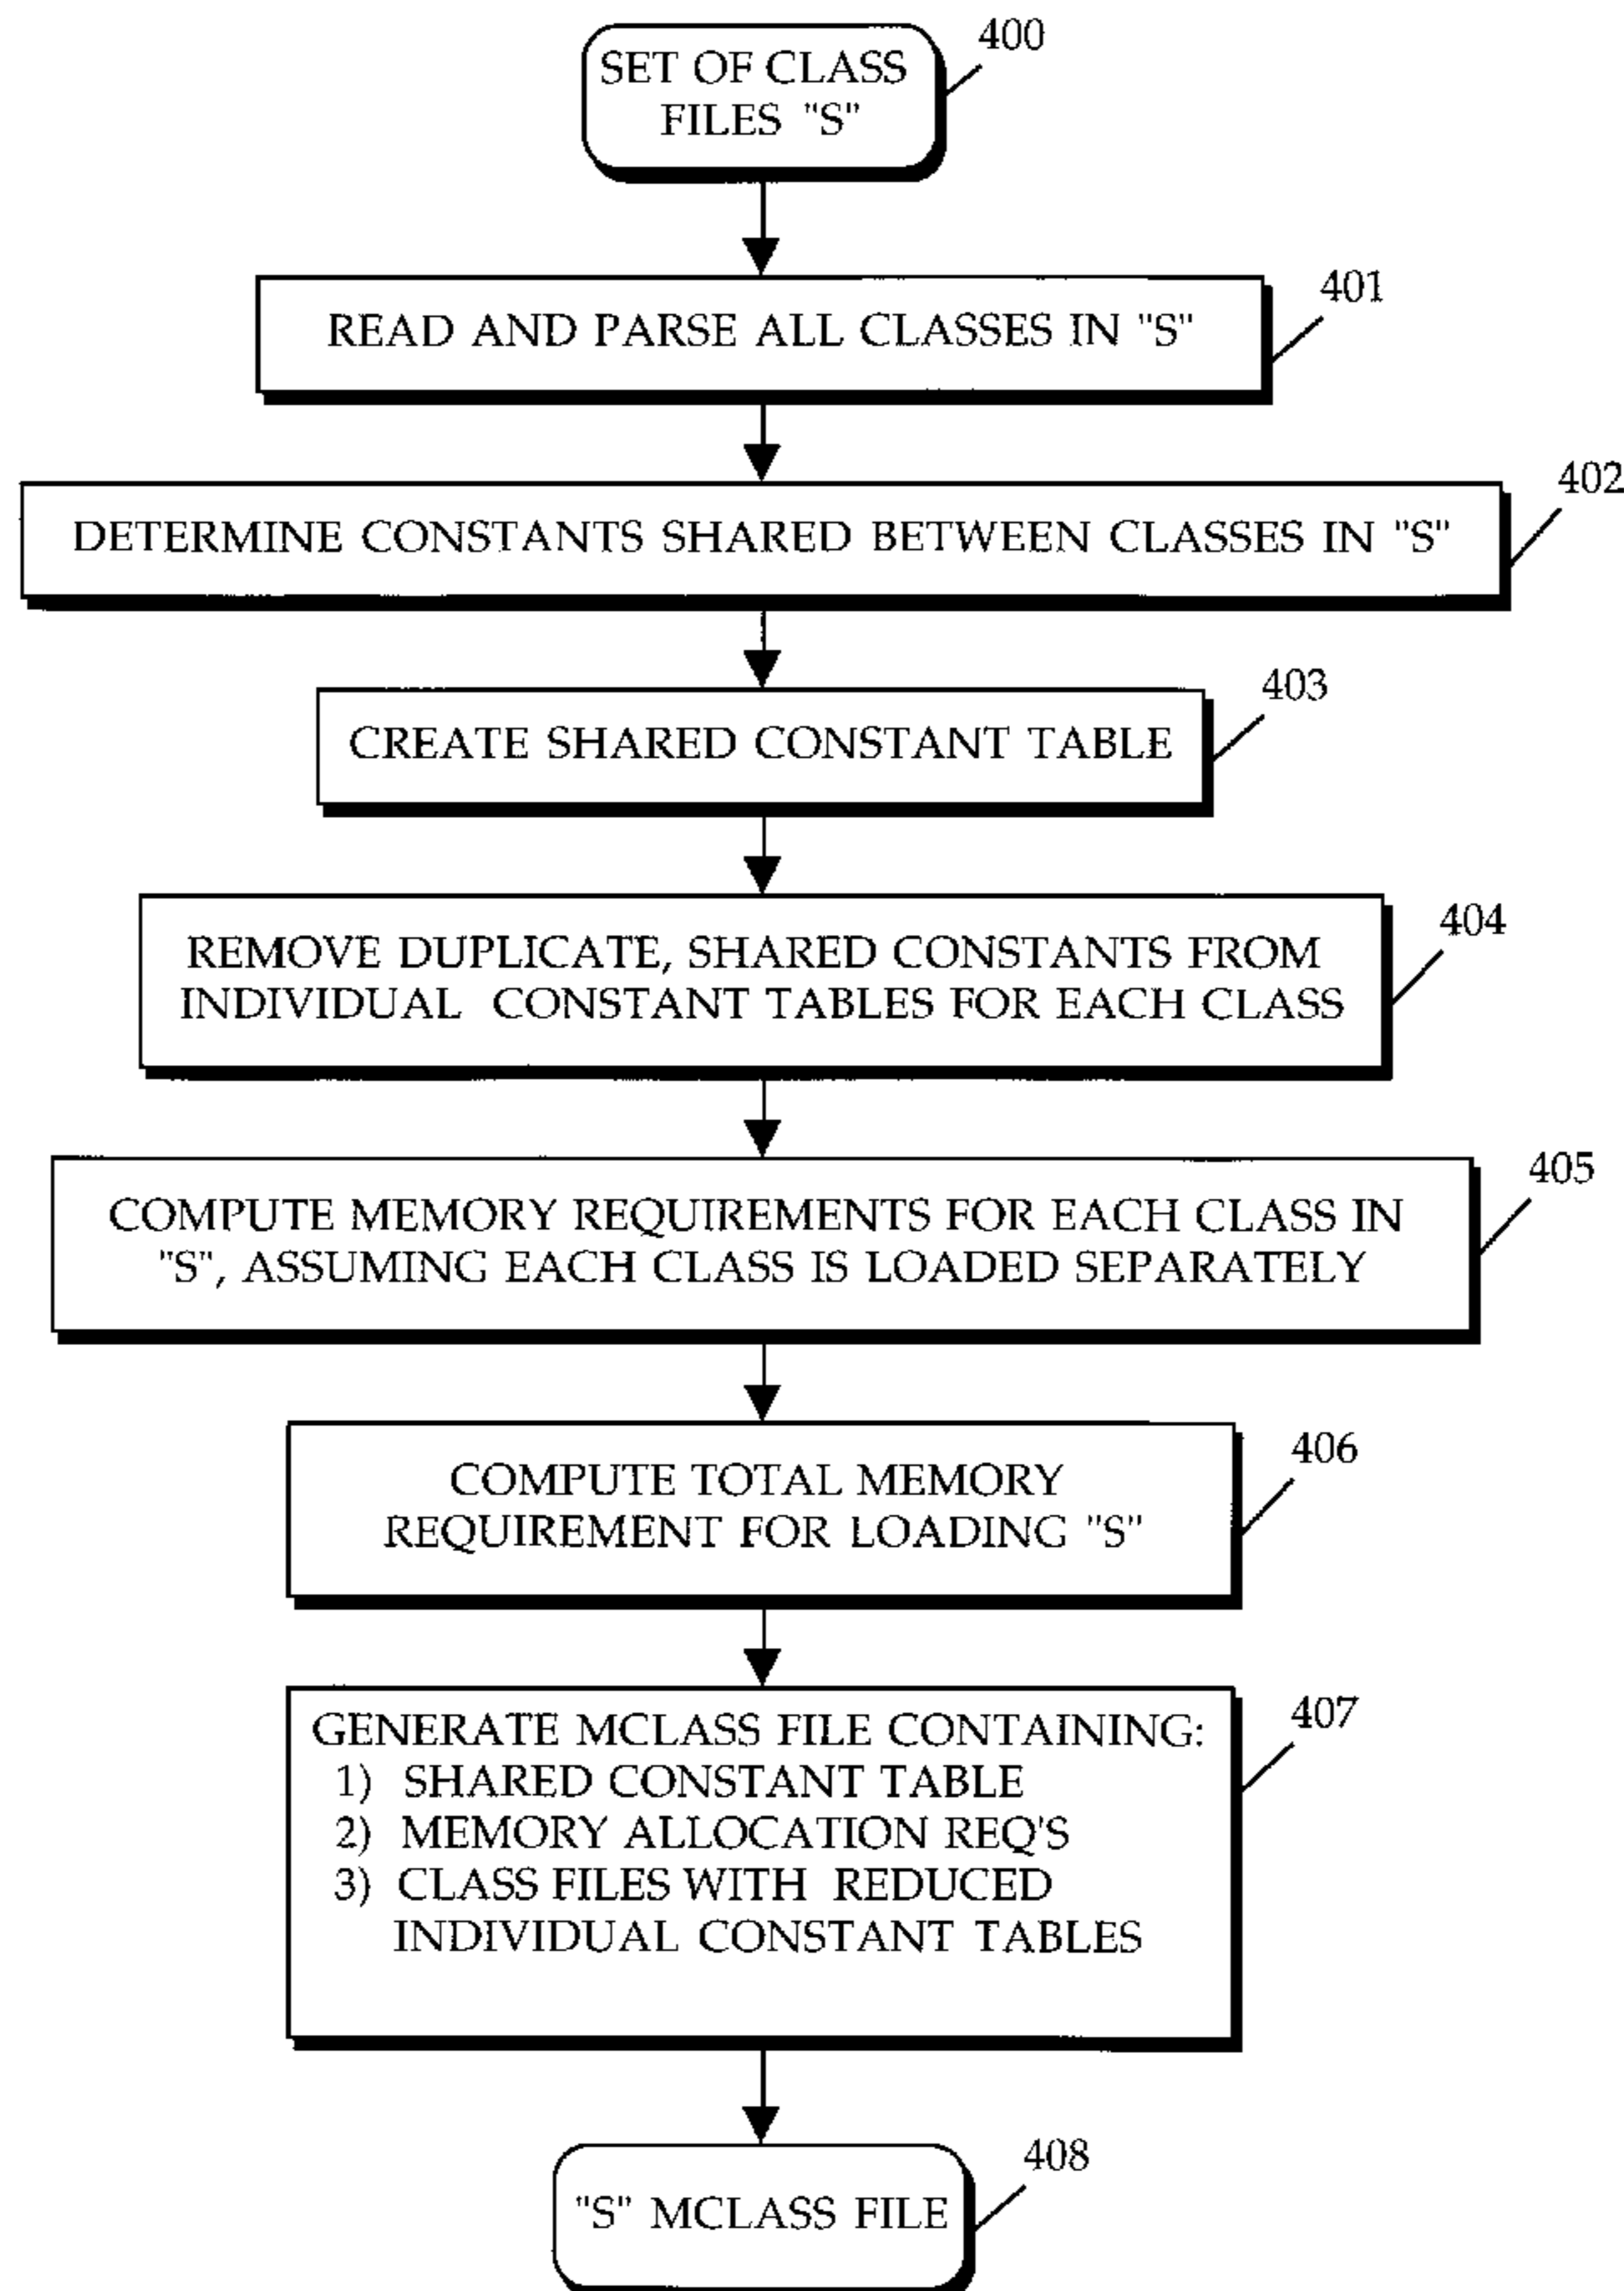 400
SET OF CLASS
FILES "S"
401
READ AND PARSE ALL CLASSES IN "S"
402
DETERMINE CONSTANTS SHARED BETWEEN CLASSES IN "S"
403
CREATE SHARED CONSTANT TABLE
404
REMOVE DUPLICATE, SHARED CONSTANTS FROM
INDIVIDUAL CONSTANT TABLES FOR EACH CLASS
405
COMPUTE MEMORY REQUIREMENTS FOR EACH CLASS IN
"S", ASSUMING EACH CLASS IS LOADED SEPARATELY
406
COMPUTE TOTAL MEMORY
REQUIREMENT FOR LOADING "S"
407
GENERATE MCLASS FILE CONTAINING:
1) SHARED CONSTANT TABLE
2) MEMORY ALLOCATION REQ'S
3) CLASS FILES WITH REDUCED
INDIVIDUAL CONSTANT TABLES
408
"S" MCLASS FILE